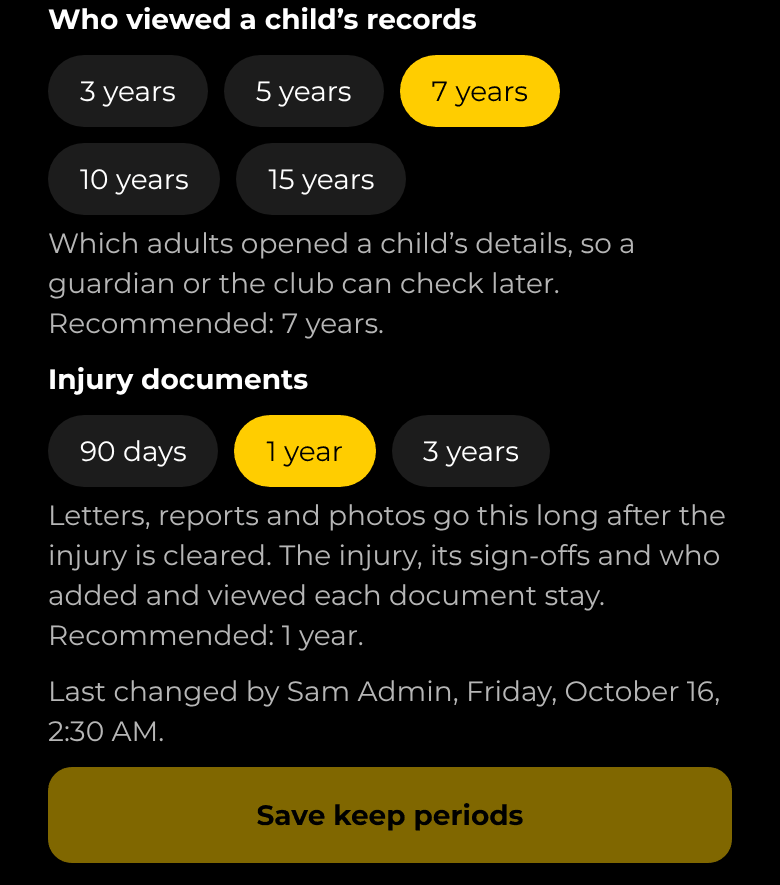 Who viewed a child’s records
3 years
5 years
7 years
10 years
15 years
Which adults opened a child’s details, so a
guardian or the club can check later.
Recommended: 7 years.
Injury documents
90 days
1 year
3 years
Letters, reports and photos go this long after the
injury is cleared. The injury, its sign-offs and who
added and viewed each document stay.
Recommended: 1 year.
Last changed by Sam Admin, Friday, October 16,
2:30 AM.
Save keep periods